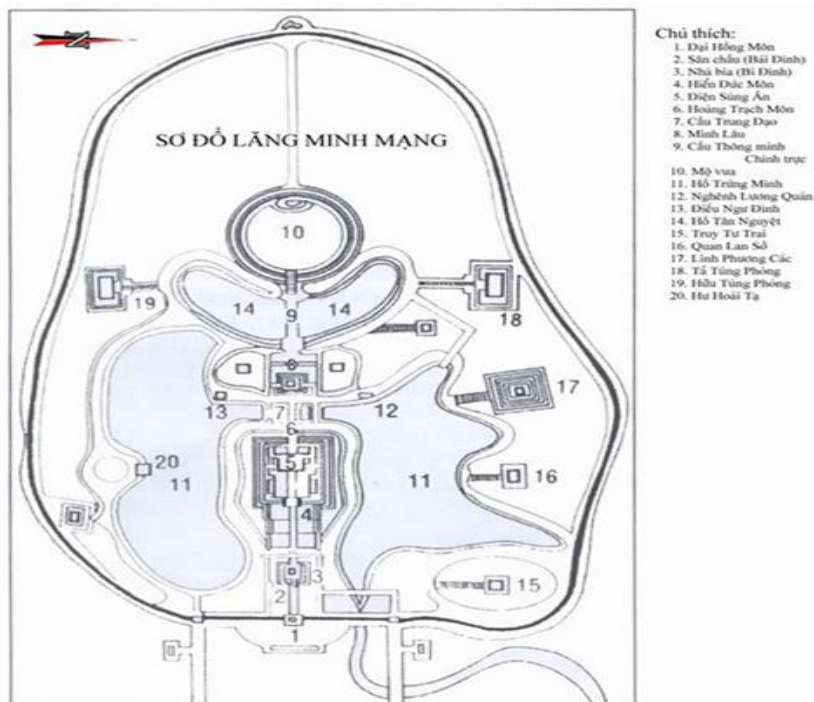 SƠ ĐỒ LĂNG MINH MẠNG
10
19
14
9
14
18
8
17
13
7
12
6
20
5
11
11
16
4
3
15
2
1
Chú thích:
1. Đại Hồng Môn
2. Sân chầu (Bái Đình)
3. Nhà bia (Bi Đình)
4. Hiển Đức Môn
5. Điện Sùng Ân
6. Hoàng Trạch Môn
7. Cầu Trung Đạo
8. Minh Lâu
9. Cầu Thông minh
Chính trực
10. Mộ vua
11. Hồ Trừng Minh
12. Nghênh Lương Quán
13. Điếu Ngư Đình
14. Hồ Tân Nguyệt
15. Truy Tư Trai
16. Quan Lan Sở
17. Linh Phương Các
18. Tả Tùng Phòng
19. Hữu Tùng Phòng
20. Hư Hoài Tạ